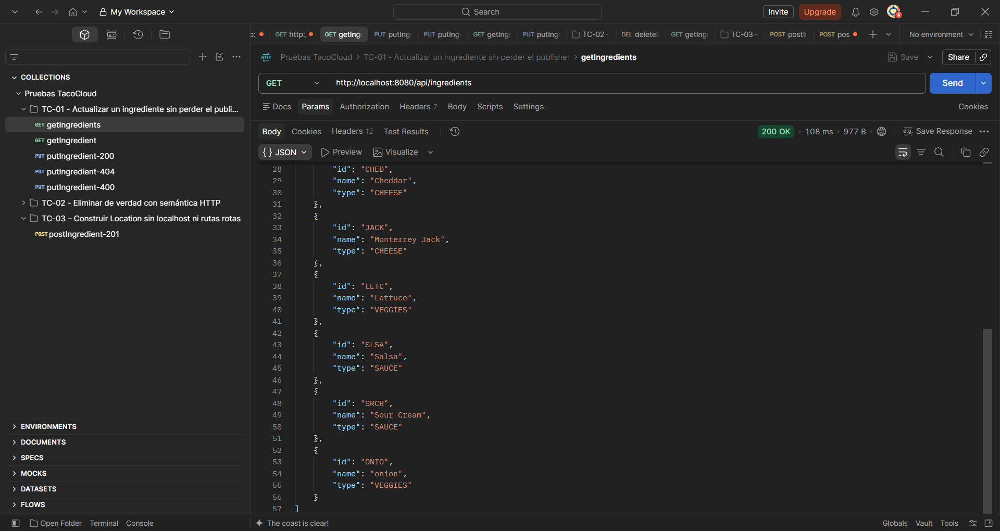 My Workspace
Search
Invite
Upgrade
GET http:
GET getIng
PUT putIng
PUT putIng
GET getIng
PUT putIng
TC-02 -
DEL deleteI
GET getIng
TC-03 -
POST postIr
POST pos
No environment
Pruebas TacoCloud > TC-01 - Actualizar un ingrediente sin perder el publisher > getIngredients
Save
Share
COLLECTIONS
Pruebas TacoCloud
TC-01 - Actualizar un ingrediente sin perder el publi...
GET getIngredients
GET getIngredient
PUT putIngredient-200
PUT putIngredient-404
PUT putIngredient-400
TC-02 - Eliminar de verdad con semántica HTTP
TC-03 – Construir Location sin localhost ni rutas rotas
POST postIngredient-201
ENVIRONMENTS
DOCUMENTS
SPECS
MOCKS
DATASETS
FLOWS
HTTP
GET
http://localhost:8080/api/ingredients
Send
Docs
Params
Authorization
Headers 7
Body
Scripts
Settings
Cookies
Body
Cookies
Headers 12
Test Results
200 OK
108 ms
977 B
e.g. Save Response
{} JSON
Preview
Visualize
28 "id": "CHED",
29 "name": "Cheddar",
30 "type": "CHEESE"
31 },
32 {
33 "id": "JACK",
34 "name": "Monterrey Jack",
35 "type": "CHEESE"
36 },
37 {
38 "id": "LETC",
39 "name": "Lettuce",
40 "type": "VEGGIES"
41 },
42 {
43 "id": "SLSA",
44 "name": "Salsa",
45 "type": "SAUCE"
46 },
47 {
48 "id": "SRCR",
49 "name": "Sour Cream",
50 "type": "SAUCE"
51 },
52 {
53 "id": "ONIO",
54 "name": "onion",
55 "type": "VEGGIES"
56 }
57 ]
Open Folder
Terminal
Console
The coast is clear!
Globals
Vault
Tools